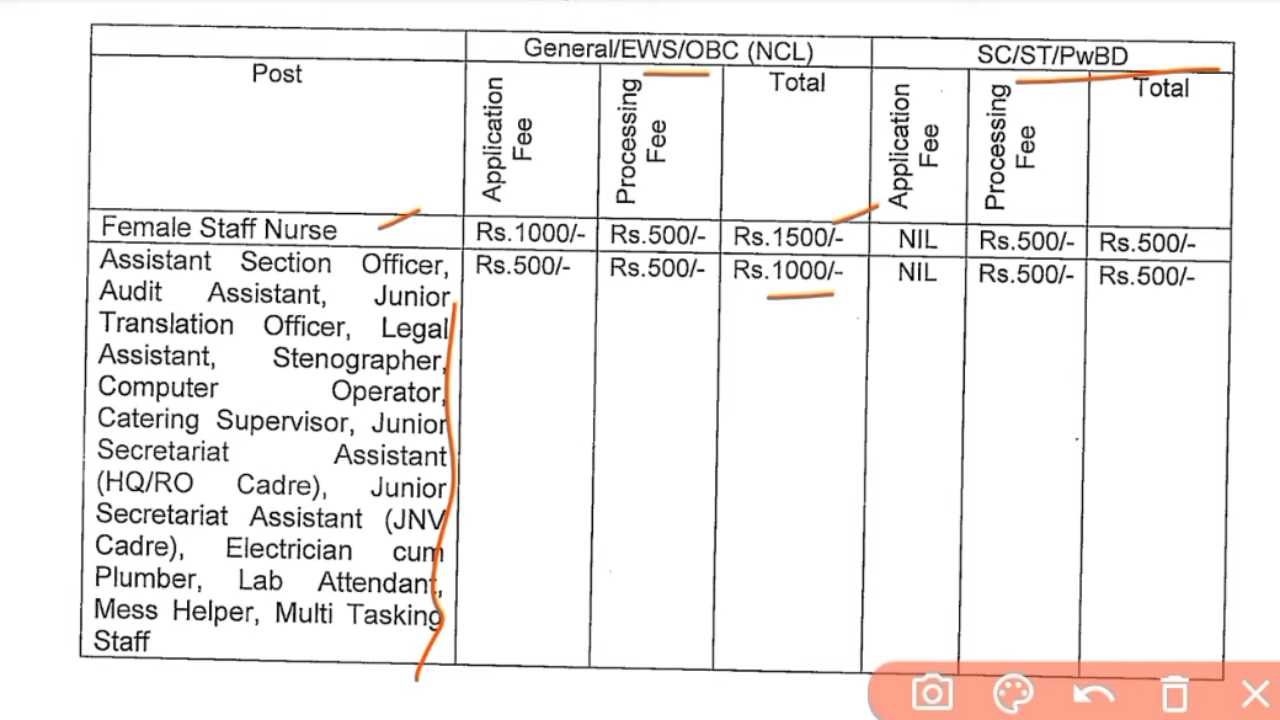 General/EWS/OBC (NCL) SC/ST/PwBD
Post Application Fee Processing Fee Total Application Fee Processing Fee Total
Female Staff Nurse Rs.1000/- Rs.500/- Rs.1500/- NIL Rs.500/- Rs.500/-
Assistant Section Officer, Rs.500/- Rs.500/- Rs.1000/- NIL Rs.500/- Rs.500/-
Audit Assistant, Junior
Translation Officer, Legal
Assistant, Stenographer,
Computer Operator,
Catering Supervisor, Junior
Secretariat Assistant
(HQ/RO Cadre), Junior
Secretariat Assistant (JNV
Cadre), Electrician cum
Plumber, Lab Attendant,
Mess Helper, Multi Tasking
Staff